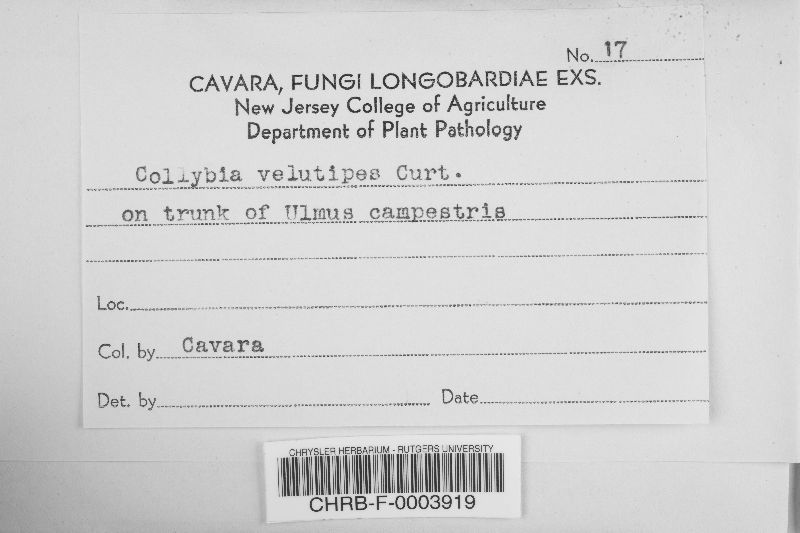 No. 17
CAVARA, FUNGI LONGOBARDIAE EXS.
New Jersey College of Agriculture
Department of Plant Pathology
Collybia velutipes Curt.
on trunk of Ulmus campestris
Loc.
Col. by Cavara
Det. by Date
CHRYSLER HERBARIUM - RUTGERS UNIVERSITY
CHRB-F-0003919